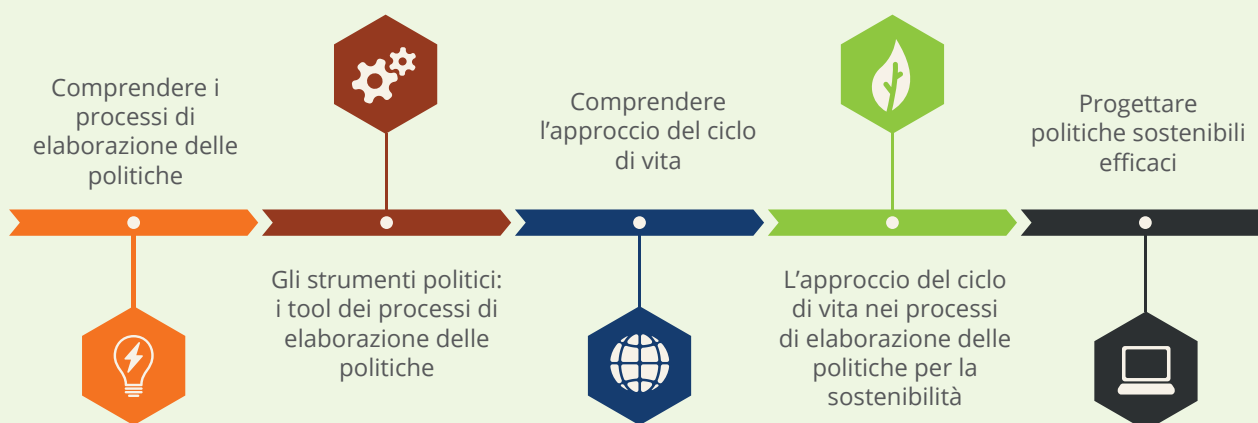 Comprendere i
processi di
elaborazione delle
politiche
Gli strumenti politici:
i tool dei processi di
elaborazione delle
politiche
Comprendere
l’approccio del ciclo
di vita
L’approccio del ciclo
di vita nei processi
di elaborazione delle
politiche per la
sostenibilità
Progettare
politiche sostenibili
efficaci